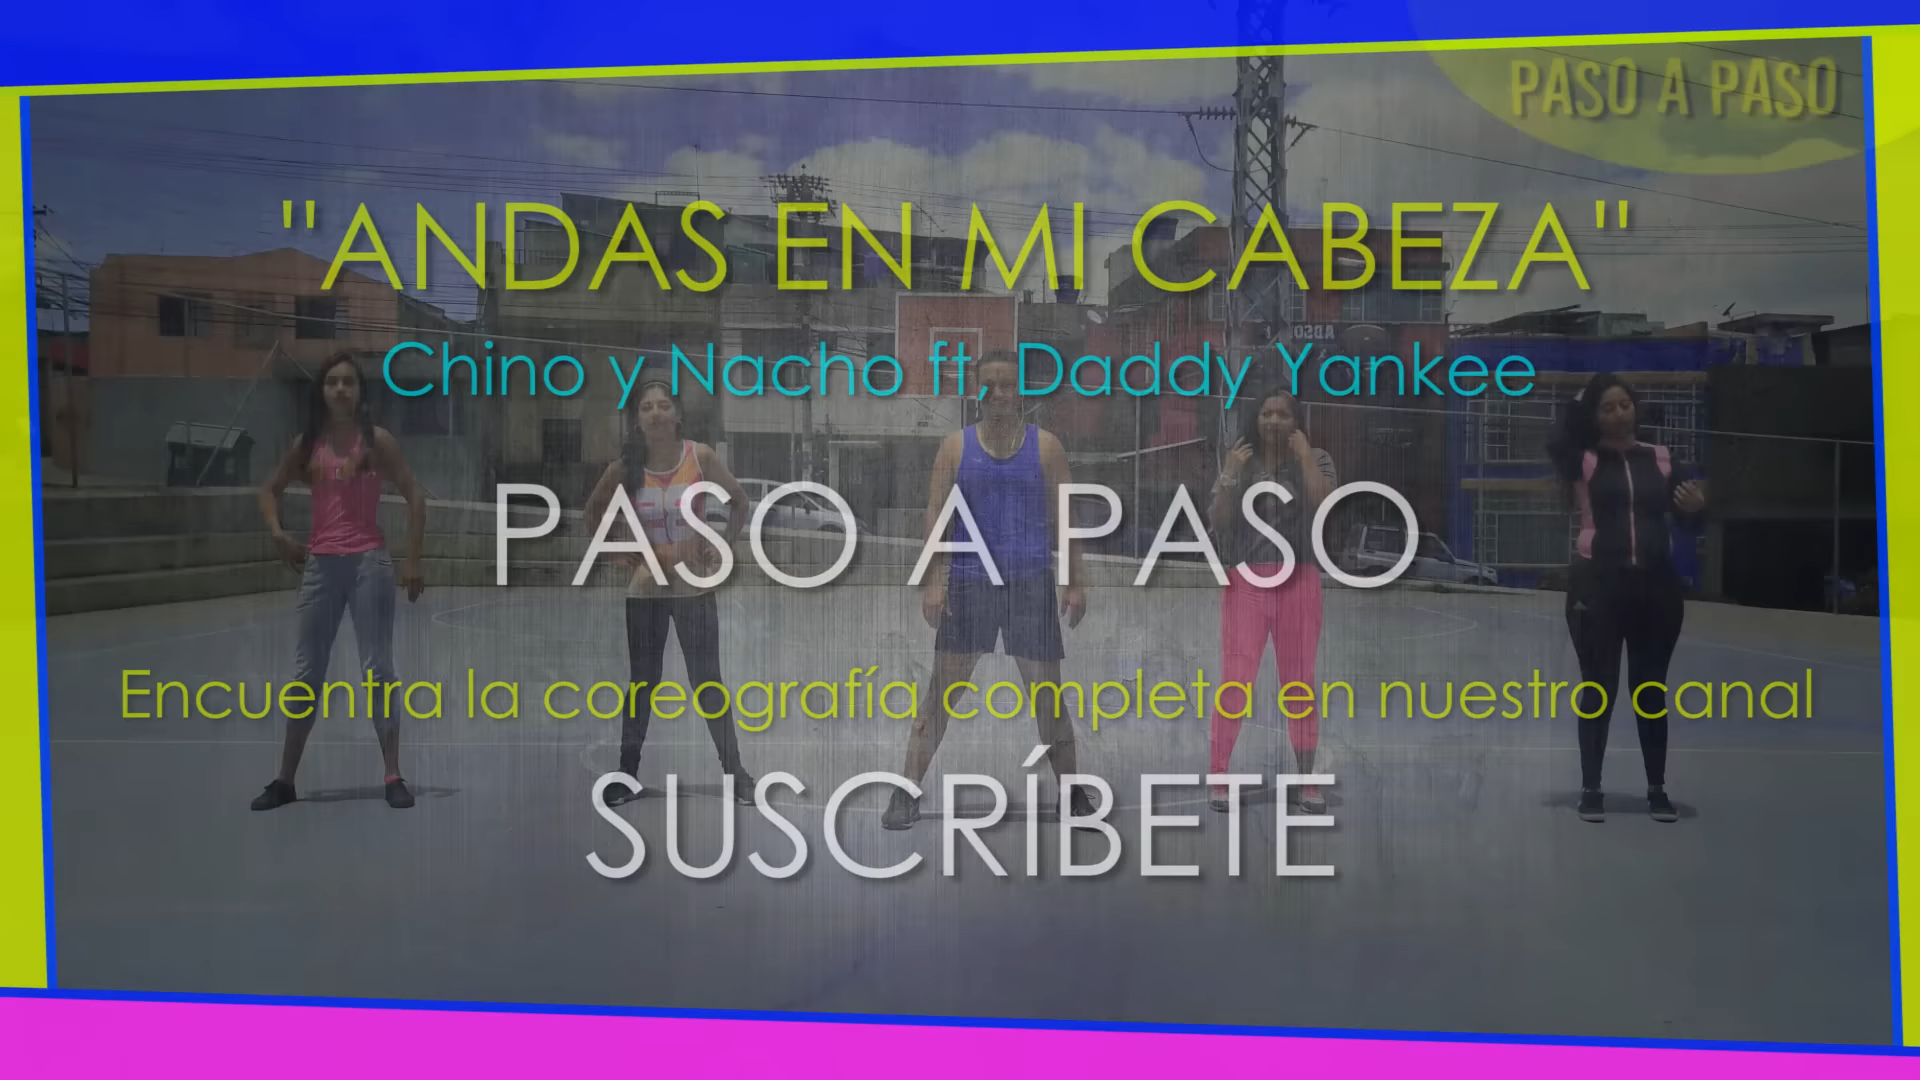 PASO A PASO
"ANDAS EN MI CABEZA"
Chino y Nacho ft, Daddy Yankee
PASO A PASO
Encuentra la coreografía completa en nuestro canal
SUSCRÍBETE